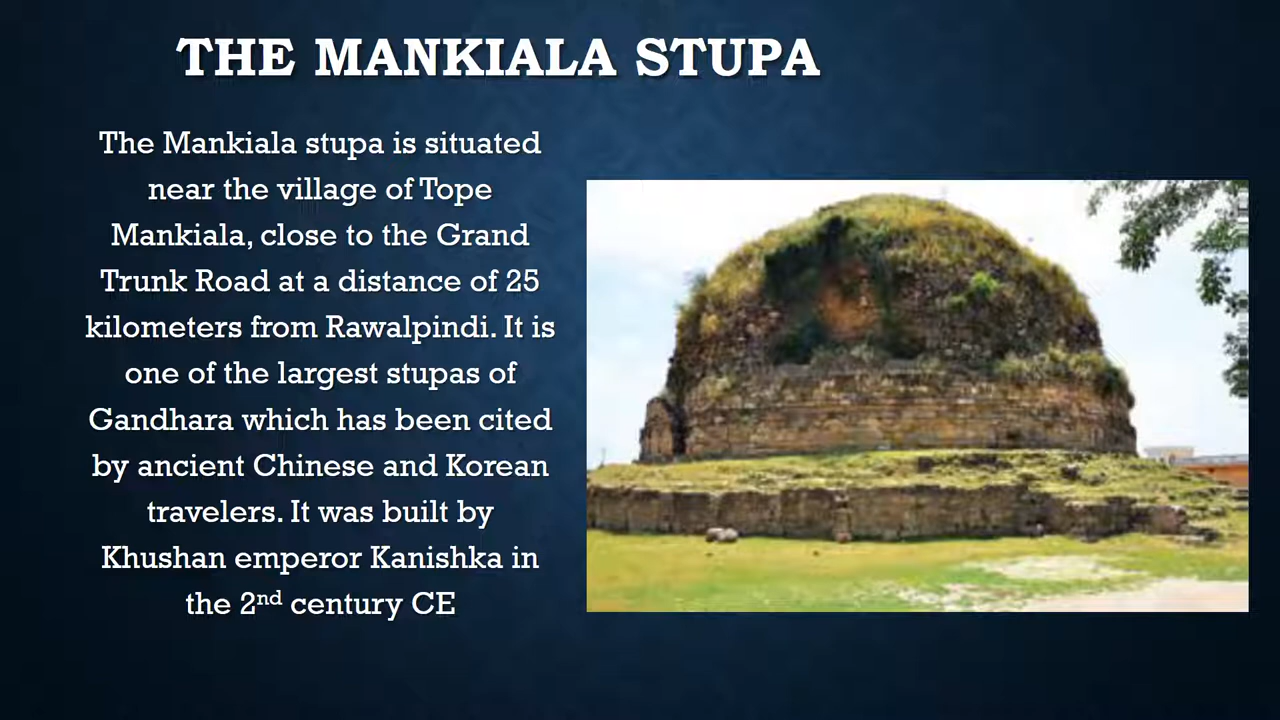 THE MANKIALA STUPA
The Mankiala stupa is situated
near the village of Tope
Mankiala, close to the Grand
Trunk Road at a distance of 25
kilometers from Rawalpindi. It is
one of the largest stupas of
Gandhara which has been cited
by ancient Chinese and Korean
travelers. It was built by
Khushan emperor Kanishka in
the 2nd century CE